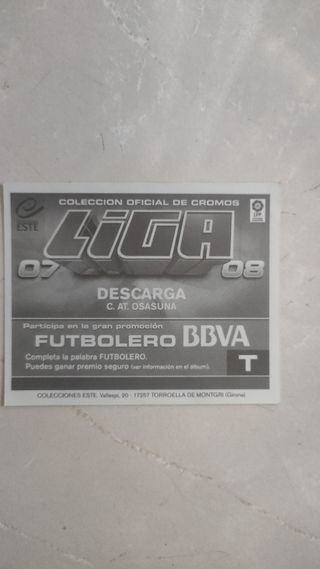 COLECCION OFICIAL DE CROMOS
ESTE
LFP
LiGA
07 08
DESCARGA
C. AT. OSASUNA
Participa en la gran promoción
FUTBOLERO BBVA
Completa la palabra FUTBOLERO.
Puedes ganar premio seguro (ver información en el álbum).
T
COLECCIONES ESTE. Vallespí, 20 - 17257 TORROELLA DE MONTGRI (Girona)